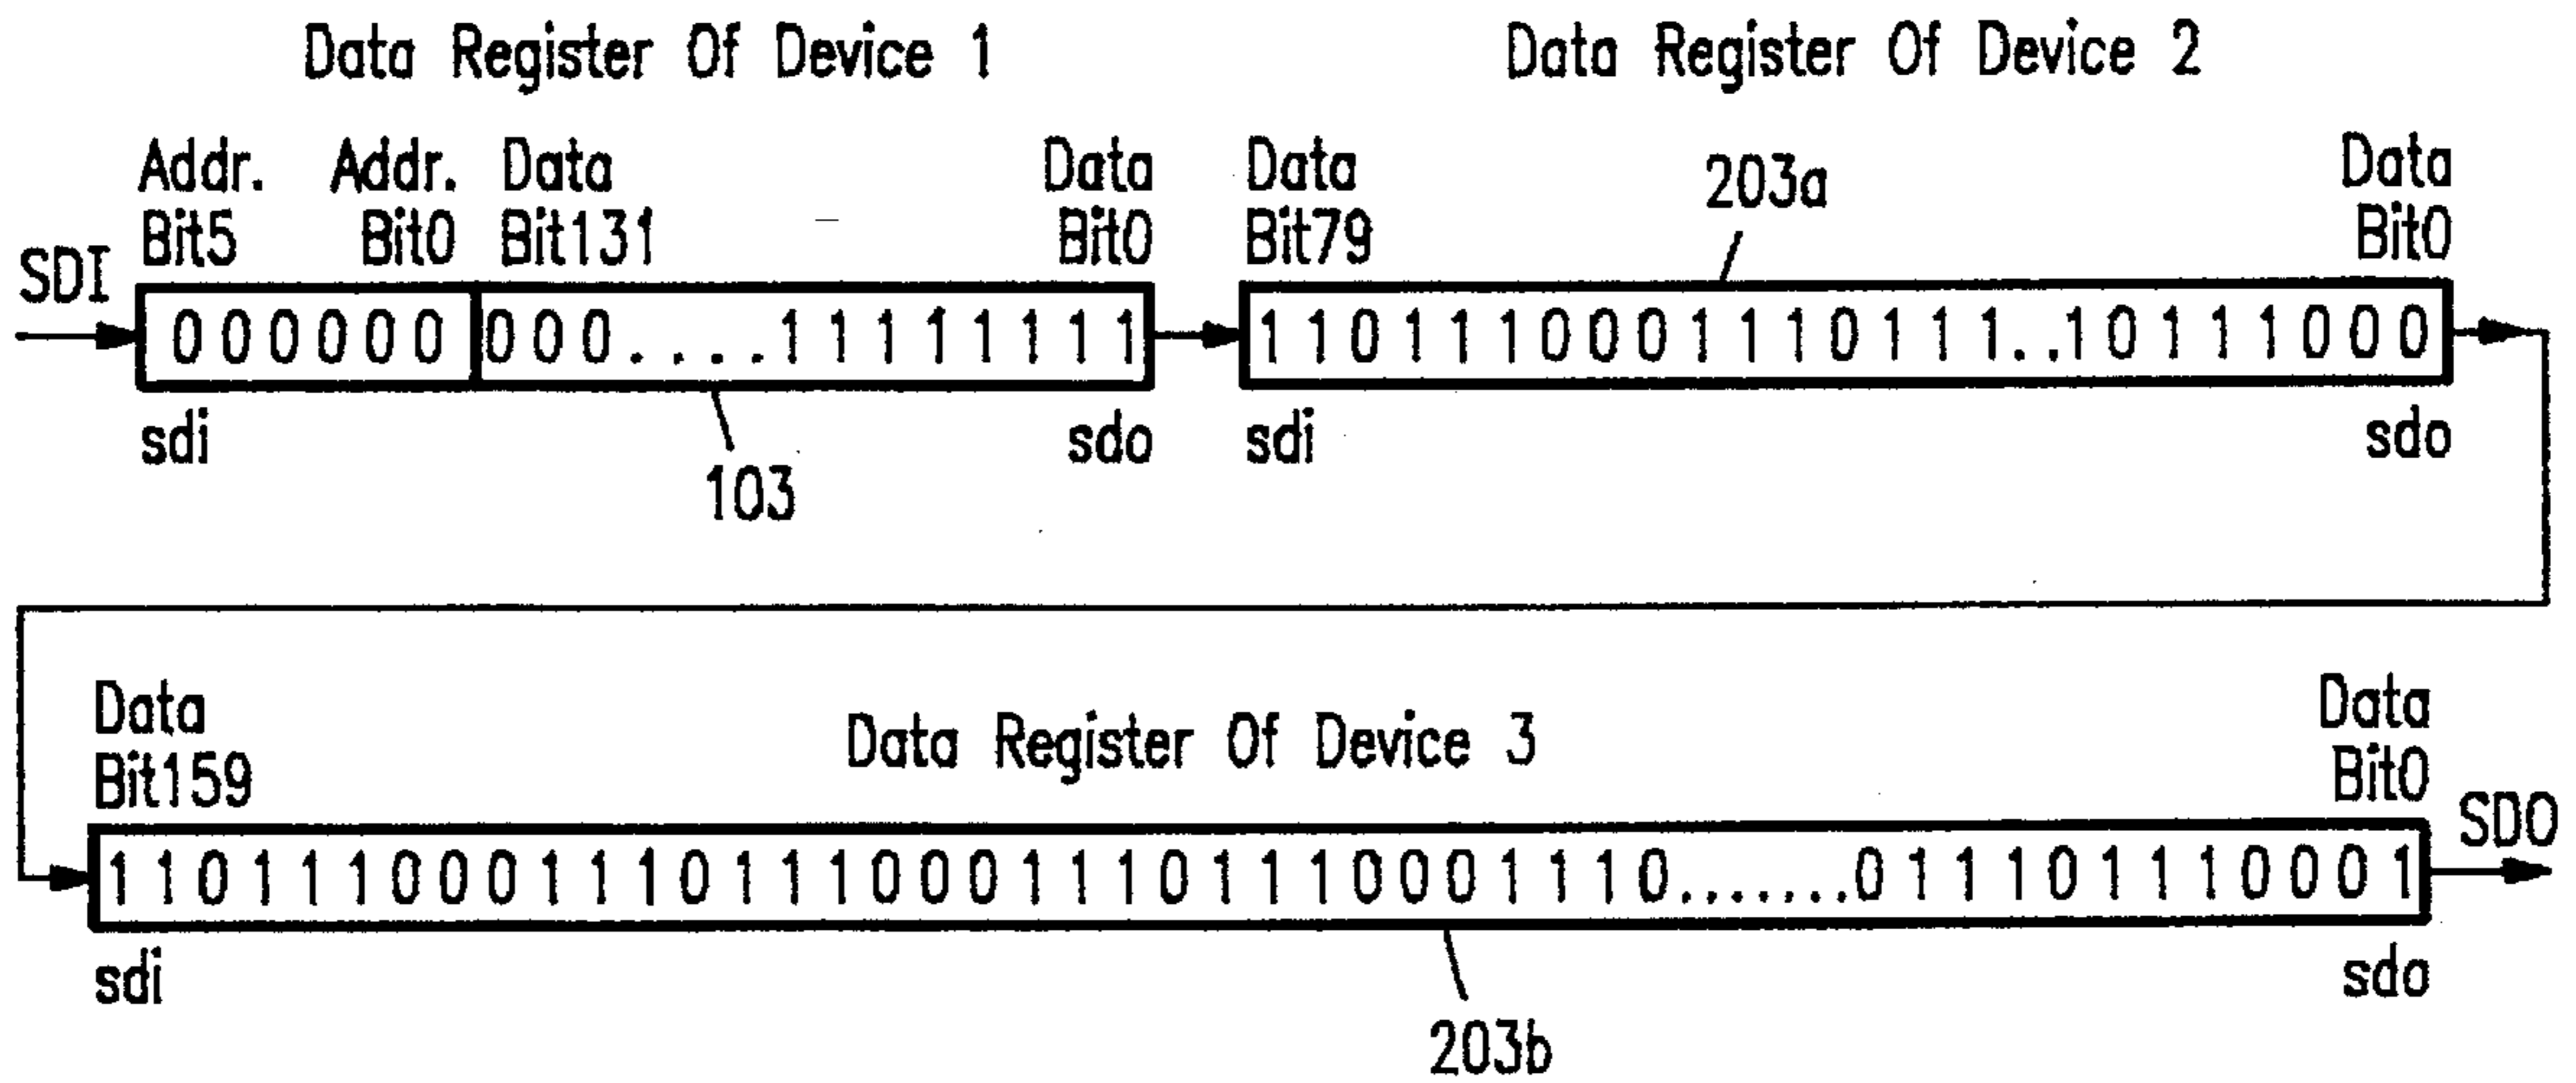 Data Register Of Device 1
Data Register Of Device 2
Addr. Bit5
Addr. Bit0
Data Bit131
Data Bit0
Data Bit79
203a
Data Bit0
SDI
000000
000....11111111
1101110001110111..10111000
sdi
sdo
sdi
sdo
103
Data Bit159
Data Register Of Device 3
Data Bit0
SDO
110111000111011100011101110001110.......011101110001
sdi
sdo
203b